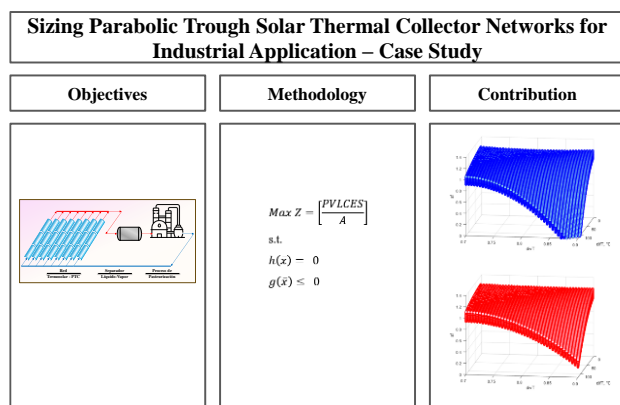 Sizing Parabolic Trough Solar Thermal Collector Networks for
Industrial Application – Case Study
Objectives
Methodology
Contribution
Red
Termosolar - PTC
Separador
Líquido/Vapor
Proceso de
Pasteurización
Max Z = [PVLCES / A]
s.t.
h(x) = 0
g(x̄) ≤ 0